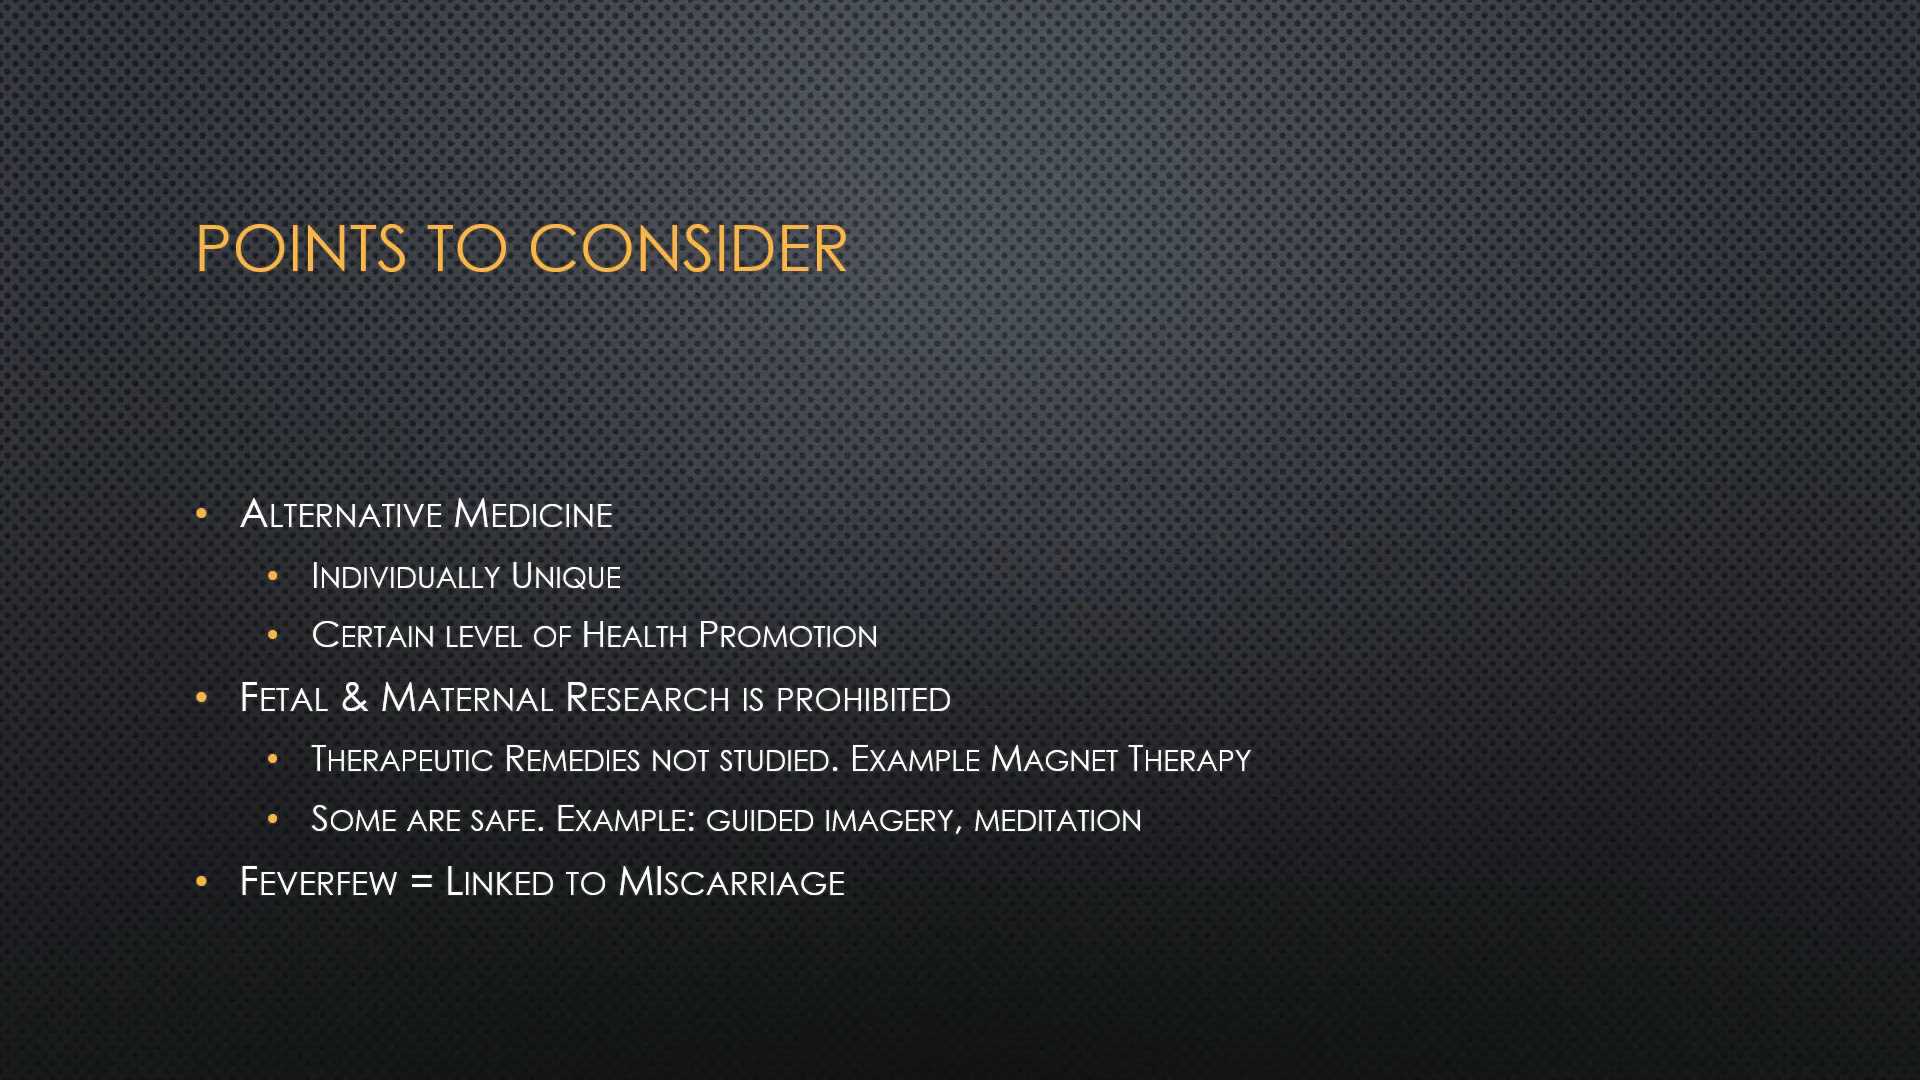 POINTS TO CONSIDER
• Alternative Medicine
• Individually Unique
• Certain level of Health Promotion
• Fetal & Maternal Research is prohibited
• Therapeutic Remedies not studied. Example Magnet Therapy
• Some are safe. Example: guided imagery, meditation
• Feverfew = Linked to MIscarriage